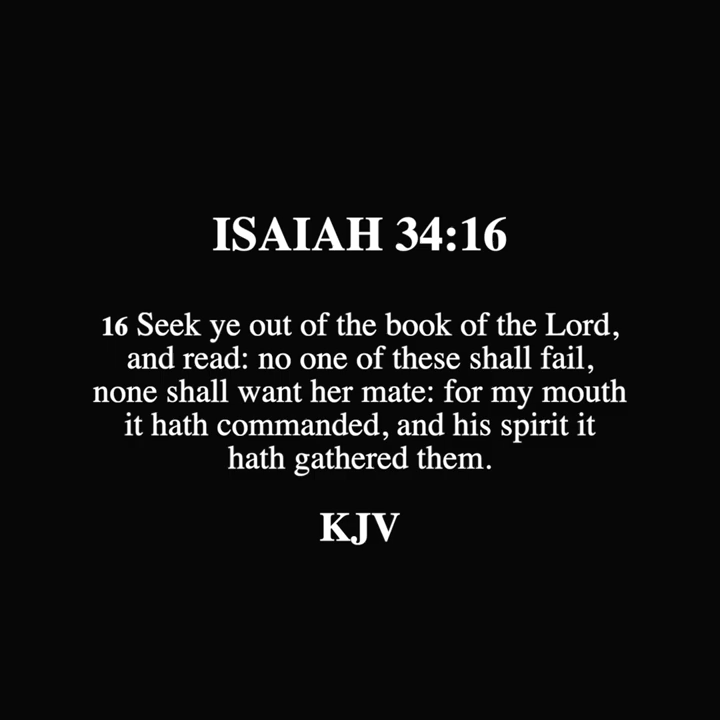 ISAIAH 34:16
16 Seek ye out of the book of the Lord,
and read: no one of these shall fail,
none shall want her mate: for my mouth
it hath commanded, and his spirit it
hath gathered them.
KJV